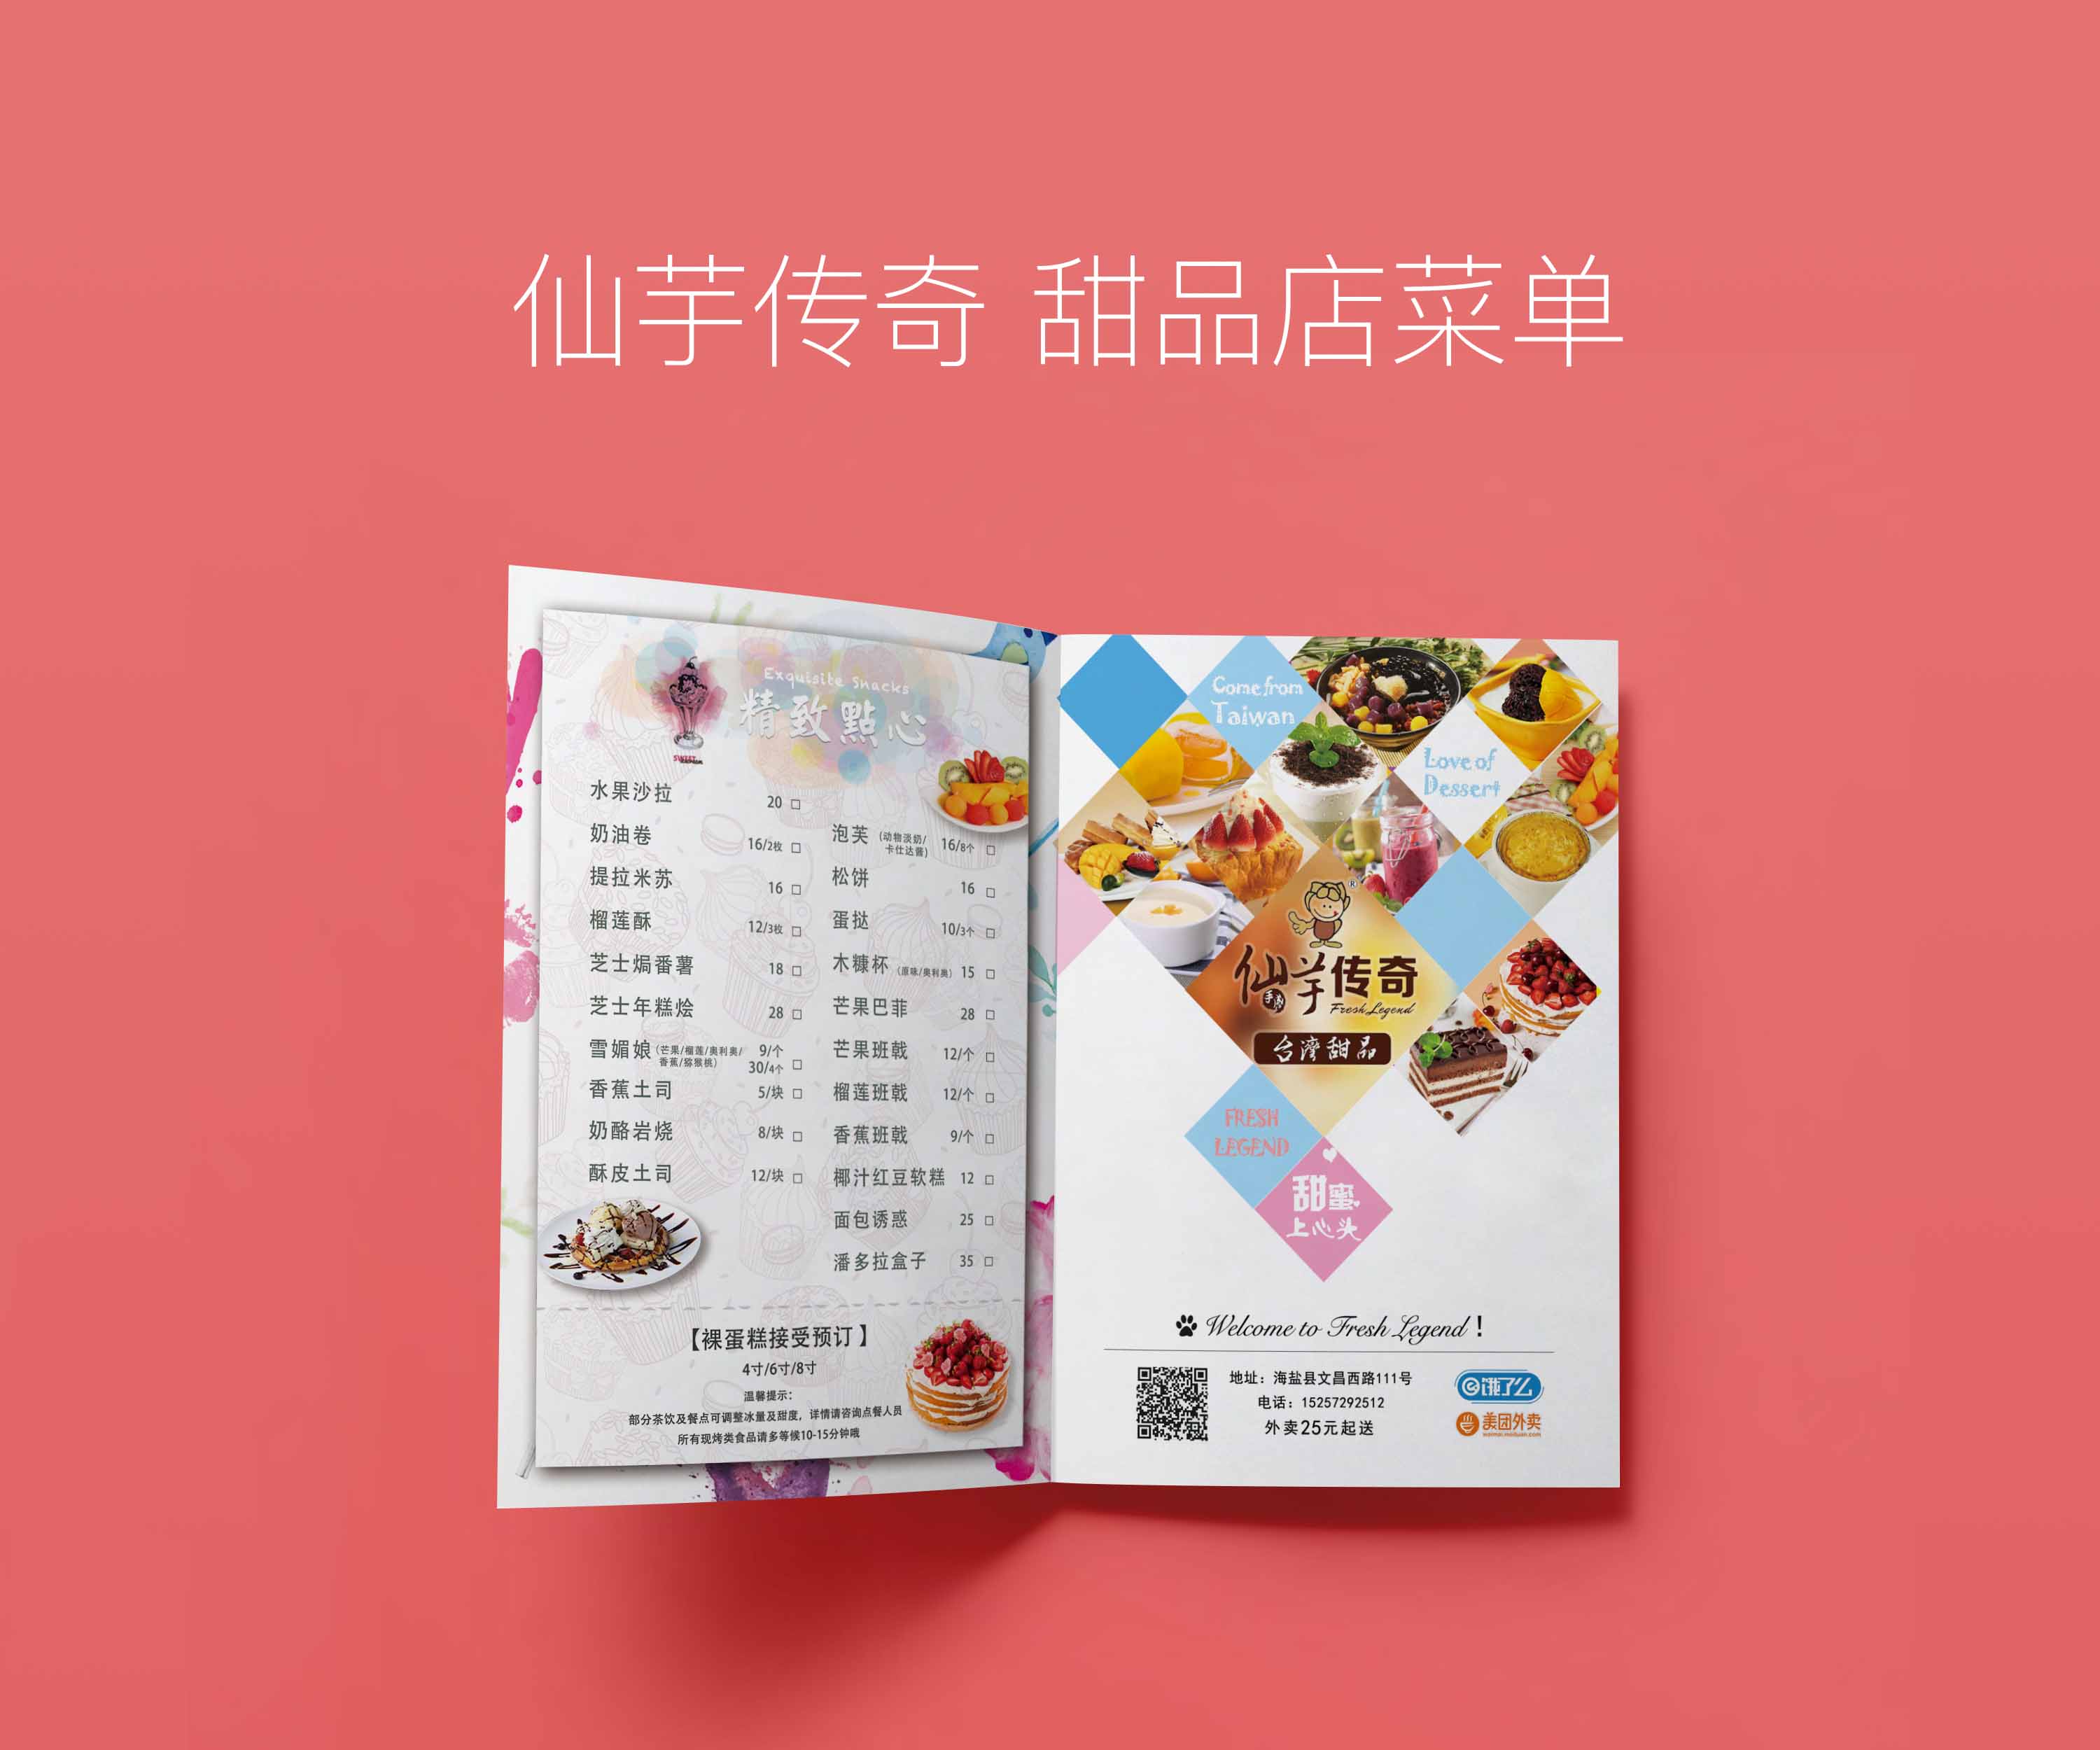 仙芋传奇 甜品店菜单
Exquisite Snacks
精致點心
SWEET
水果沙拉 20 □
奶油卷 16/2枚 □
提拉米苏 16 □
榴莲酥 12/3枚 □
芝士焗番薯 18 □
芝士年糕烩 28 □
雪媚娘 (芒果/榴莲/奥利奥/香蕉/猕猴桃) 9/个 30/4个 □
香蕉土司 5/块 □
奶酪岩烧 8/块 □
酥皮土司 12/块 □
泡芙 (动物淡奶/卡仕达酱) 16/8个 □
松饼 16 □
蛋挞 10/3个 □
木糠杯 (原味/奥利奥) 15 □
芒果巴菲 28 □
芒果班戟 12/个 □
榴莲班戟 12/个 □
香蕉班戟 9/个 □
椰汁红豆软糕 12 □
面包诱惑 25 □
潘多拉盒子 35 □
【裸蛋糕接受预订】
4寸/6寸/8寸
温馨提示：
部分茶饮及餐点可调整冰量及甜度，详情请咨询点餐人员
所有现烤类食品请多等候10-15分钟哦
Come from
Taiwan
Love of
Dessert
®
仙芋传奇
手作
Fresh Legend
台灣甜品
FRESH
LEGEND
甜蜜
上心头
Welcome to Fresh Legend !
地址：海盐县文昌西路111号
电话：15257292512
外卖25元起送
饿了么
美团外卖
waimai.meituan.com